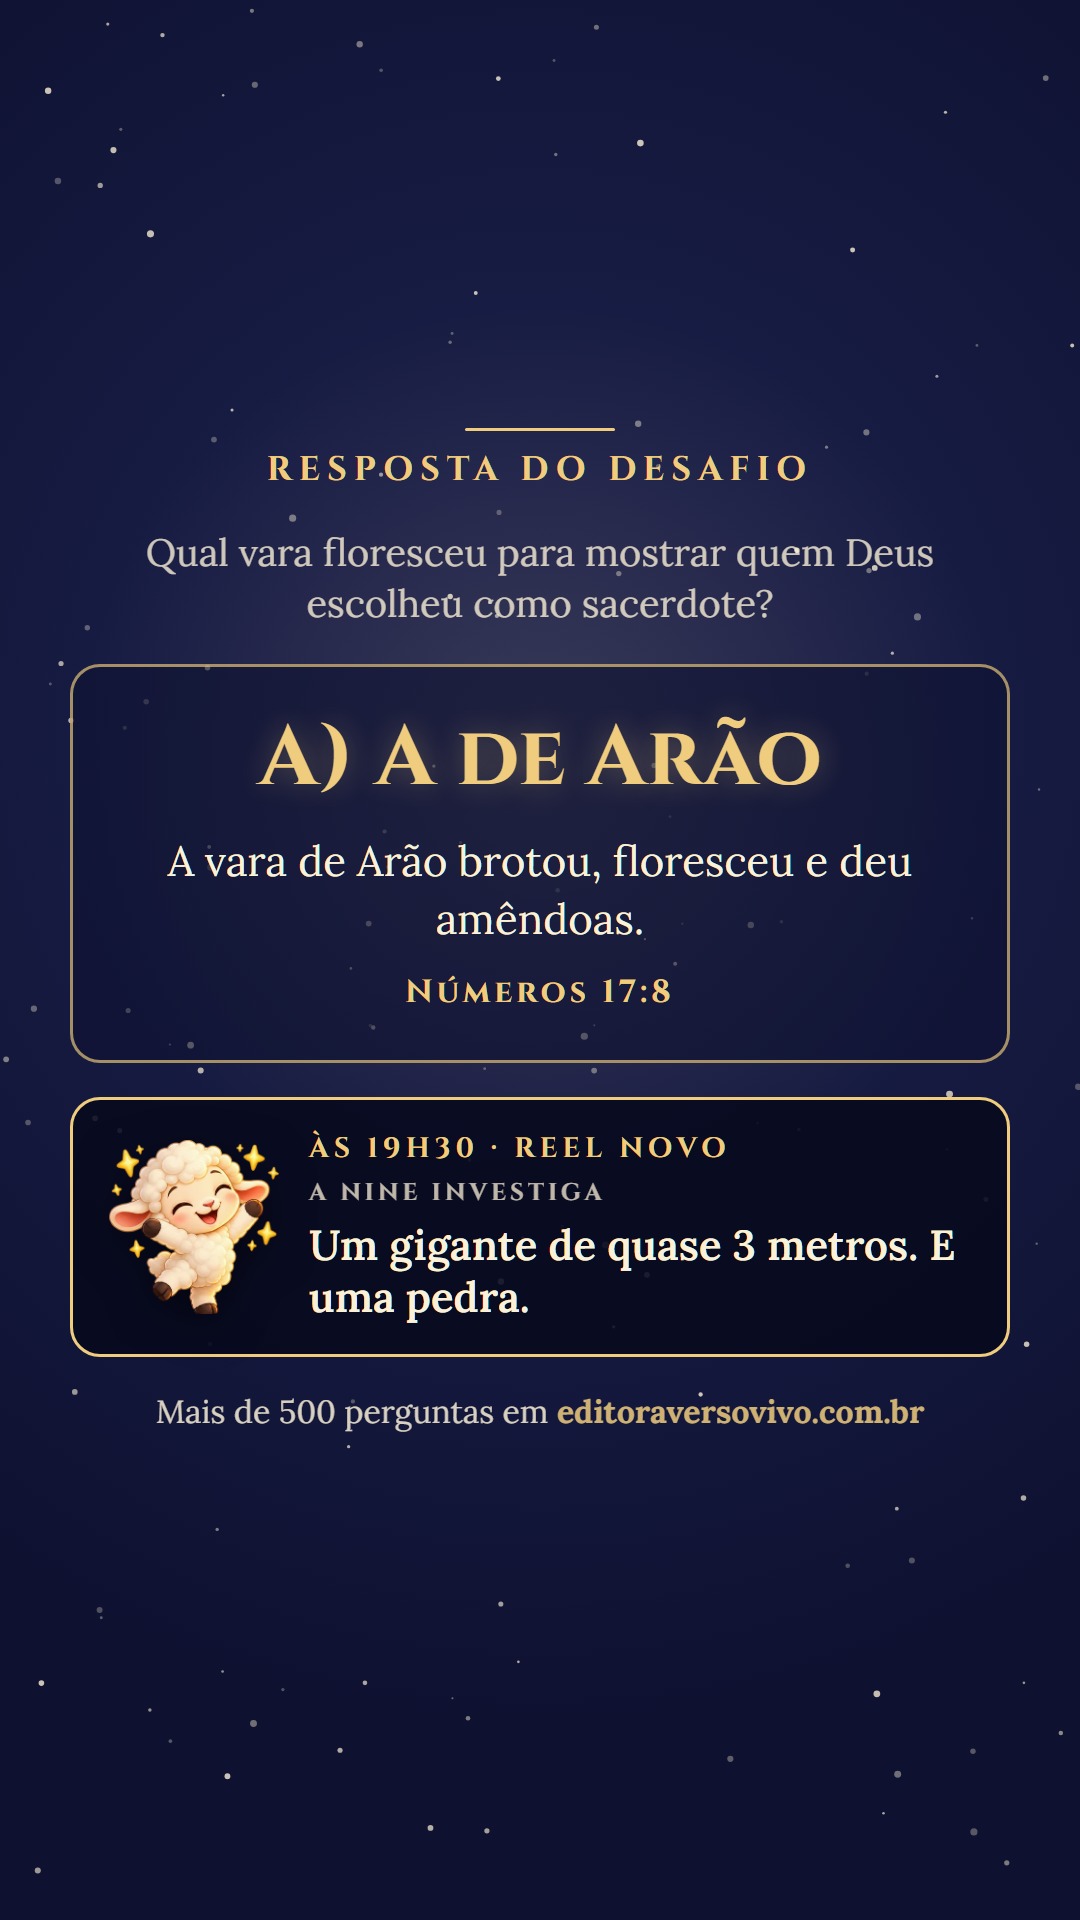 RESPOSTA DO DESAFIO
Qual vara floresceu para mostrar quem Deus
escolheu como sacerdote?
A) A DE ARÃO
A vara de Arão brotou, floresceu e deu
amêndoas.
NÚMEROS 17:8
ÀS 19H30 · REEL NOVO
A NINE INVESTIGA
Um gigante de quase 3 metros. E
uma pedra.
Mais de 500 perguntas em editoraversovivo.com.br